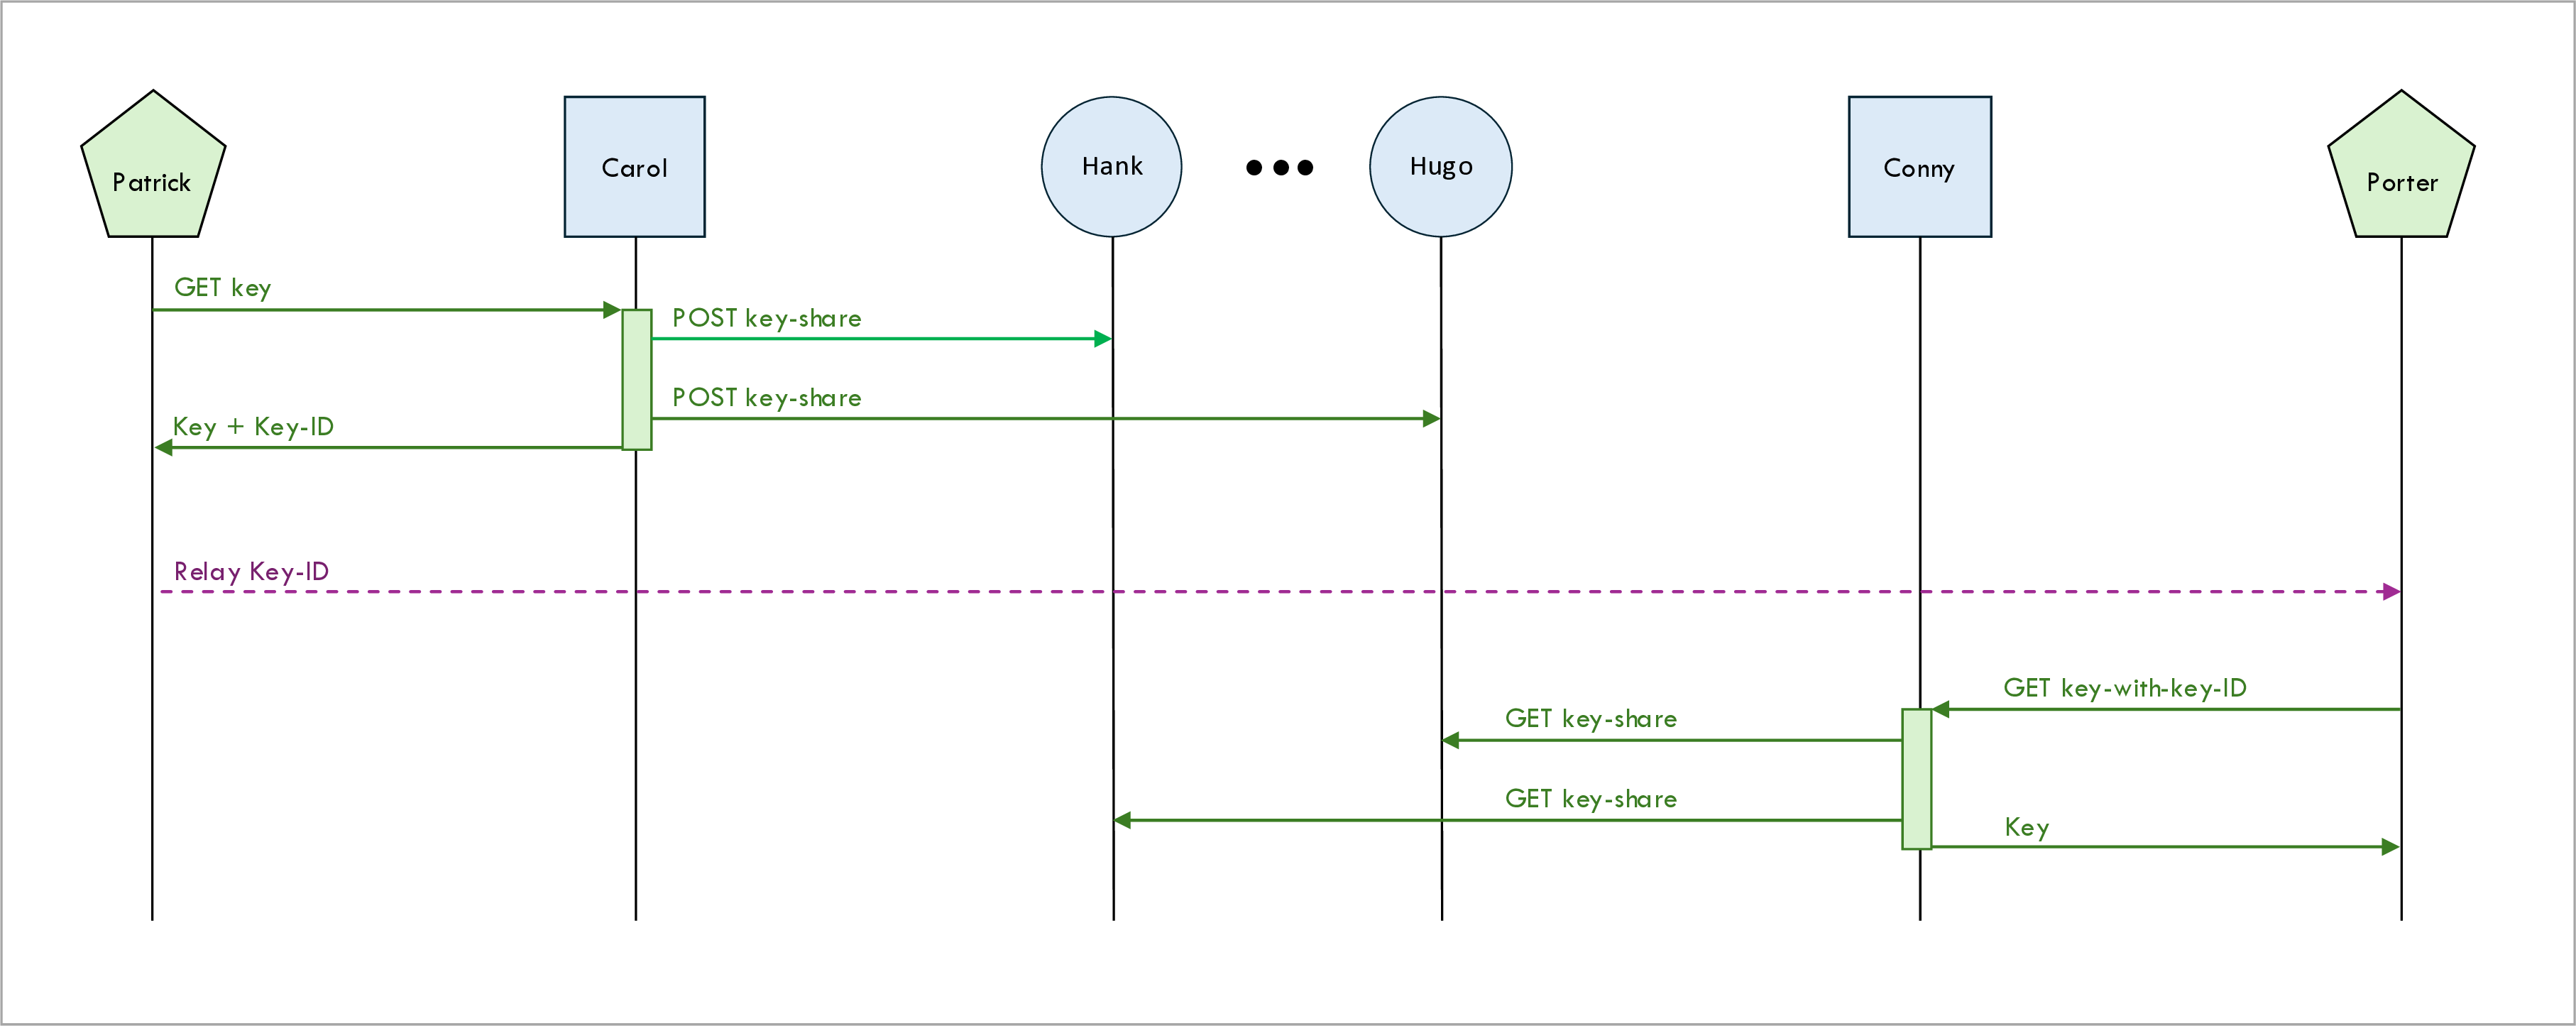 Patrick
Carol
Hank
Hugo
Conny
Porter
GET key
POST key-share
POST key-share
Key + Key-ID
Relay Key-ID
GET key-with-key-ID
GET key-share
GET key-share
Key